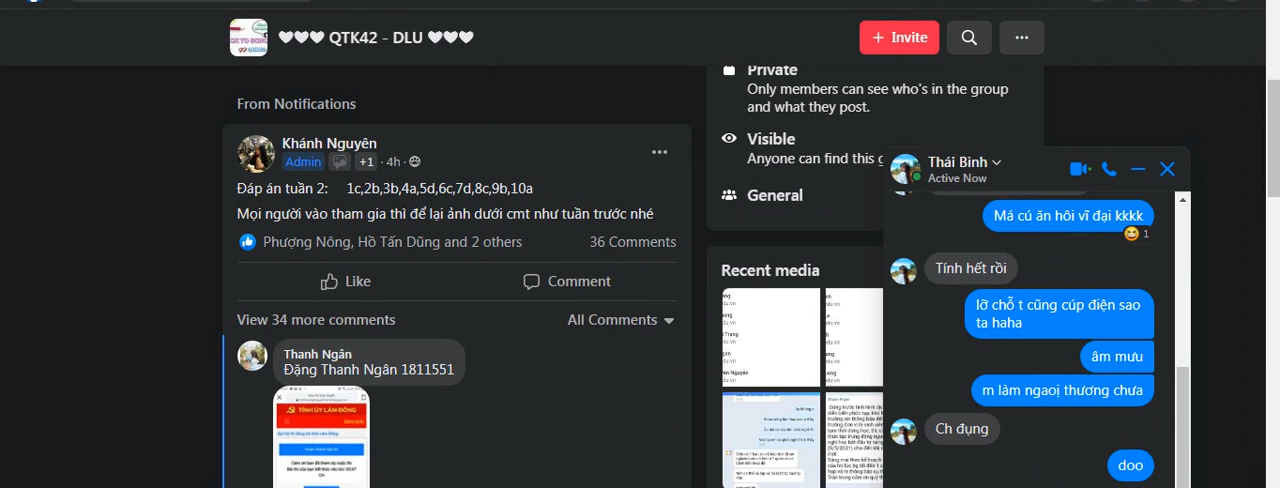 🤍🤍🤍 QTK42 - DLU 🤍🤍🤍
+ Invite
From Notifications
Khánh Nguyên
Admin +1 · 4h ·
Đáp án tuần 2: 1c,2b,3b,4a,5d,6c,7d,8c,9b,10a
Mọi người vào tham gia thì để lại ảnh dưới cmt như tuần trước nhé
Phượng Nông, Hồ Tấn Dũng and 2 others
36 Comments
Like
Comment
View 34 more comments
All Comments
Thanh Ngân
Đặng Thanh Ngân 1811551
TỈNH ỦY LÂM ĐỒNG
Private
Only members can see who's in the group
and what they post.
Visible
Anyone can find this g
General
Recent media
Thái Bình
Active Now
Má cú ăn hôi vĩ đại kkkk
😆 1
Tính hết rồi
lỡ chỗ t cũng cúp điện sao
ta haha
âm mưu
m làm ngaoị thương chưa
Ch đụng
doo